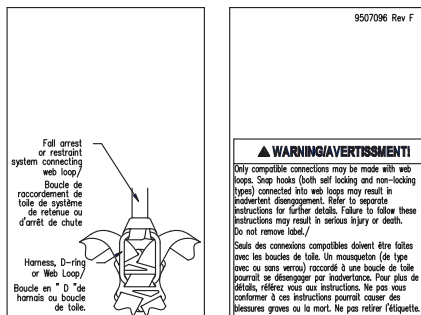 Fall arrest
or restraint
system connecting
web loop/
Boucle de
raccordement de
toile de système
de retenue ou
d'arrêt de chute
Harness, D-ring
or Web Loop/
Boucle en " D "de
harnais ou boucle
de toile.
9507096 Rev F
WARNING/AVERTISSMENT!
Only compatible connections may be made with web
loops. Snap hooks (both self locking and non-locking
types) connected into web loops may result in
inadvertent disengagement. Refer to separate
instructions for further details. Failure to follow these
instructions may result in serious injury or death.
Do not remove label./
Seuls des connexions compatibles doivent être faites
avec les boucles de toile. Un mousqueton (de type
avec ou sans verrou) raccordé à une boucle de toile
pourrait se désengager par inadvertance. Pour plus de
détails, référez vous aux instructions. Ne pas vous
conformer à ces instructions pourrait causer des
blessures graves ou la mort. Ne pas retirer l'étiquette.